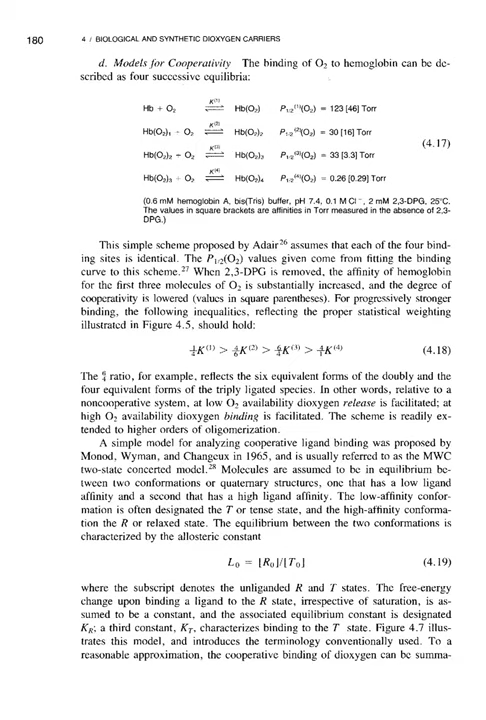 180
4 / BIOLOGICAL AND SYNTHETIC DIOXYGEN CARRIERS
d. Models for Cooperativity The binding of O₂ to hemoglobin can be de-
scribed as four successive equilibria:
Hb + O₂ ⇌ K⁽¹⁾ Hb(O₂) P₁/₂⁽¹⁾(O₂) = 123 [46] Torr
Hb(O₂)₁ + O₂ ⇌ K⁽²⁾ Hb(O₂)₂ P₁/₂⁽²⁾(O₂) = 30 [16] Torr
(4.17)
Hb(O₂)₂ + O₂ ⇌ K⁽³⁾ Hb(O₂)₃ P₁/₂⁽³⁾(O₂) = 33 [3.3] Torr
Hb(O₂)₃ + O₂ ⇌ K⁽⁴⁾ Hb(O₂)₄ P₁/₂⁽⁴⁾(O₂) = 0.26 [0.29] Torr
(0.6 mM hemoglobin A, bis(Tris) buffer, pH 7.4, 0.1 M Cl⁻, 2 mM 2,3-DPG, 25°C.
The values in square brackets are affinities in Torr measured in the absence of 2,3-
DPG.)
This simple scheme proposed by Adair²⁶ assumes that each of the four bind-
ing sites is identical. The P₁/₂(O₂) values given come from fitting the binding
curve to this scheme.²⁷ When 2,3-DPG is removed, the affinity of hemoglobin
for the first three molecules of O₂ is substantially increased, and the degree of
cooperativity is lowered (values in square parentheses). For progressively stronger
binding, the following inequalities, reflecting the proper statistical weighting
illustrated in Figure 4.5, should hold:
K⁽¹⁾ > 4/6 K⁽²⁾ > 6/4 K⁽³⁾ > K⁽⁴⁾ (4.18)
The 6/4 ratio, for example, reflects the six equivalent forms of the doubly and the
four equivalent forms of the triply ligated species. In other words, relative to a
noncooperative system, at low O₂ availability dioxygen release is facilitated; at
high O₂ availability dioxygen binding is facilitated. The scheme is readily ex-
tended to higher orders of oligomerization.
A simple model for analyzing cooperative ligand binding was proposed by
Monod, Wyman, and Changeux in 1965, and is usually referred to as the MWC
two-state concerted model.²⁸ Molecules are assumed to be in equilibrium be-
tween two conformations or quaternary structures, one that has a low ligand
affinity and a second that has a high ligand affinity. The low-affinity confor-
mation is often designated the T or tense state, and the high-affinity conforma-
tion the R or relaxed state. The equilibrium between the two conformations is
characterized by the allosteric constant
L₀ = [R₀]/[T₀] (4.19)
where the subscript denotes the unliganded R and T states. The free-energy
change upon binding a ligand to the R state, irrespective of saturation, is as-
sumed to be a constant, and the associated equilibrium constant is designated
K_R; a third constant, K_T, characterizes binding to the T state. Figure 4.7 illus-
trates this model, and introduces the terminology conventionally used. To a
reasonable approximation, the cooperative binding of dioxygen can be summa-